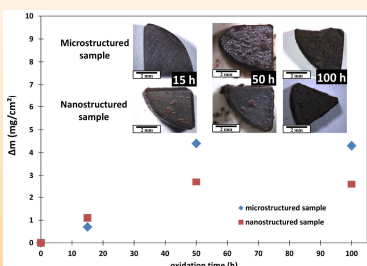 10
9
8
7
6
5
4
3
2
1
0
Δm (mg/cm²)
Microstructured
sample
2 mm
15 h
2 mm
50 h
2 mm
100 h
Nanostructured
sample
2 mm
2 mm
2 mm
microstructured sample
nanostructured sample
0 10 20 30 40 50 60 70 80 90 100
oxidation time (h)